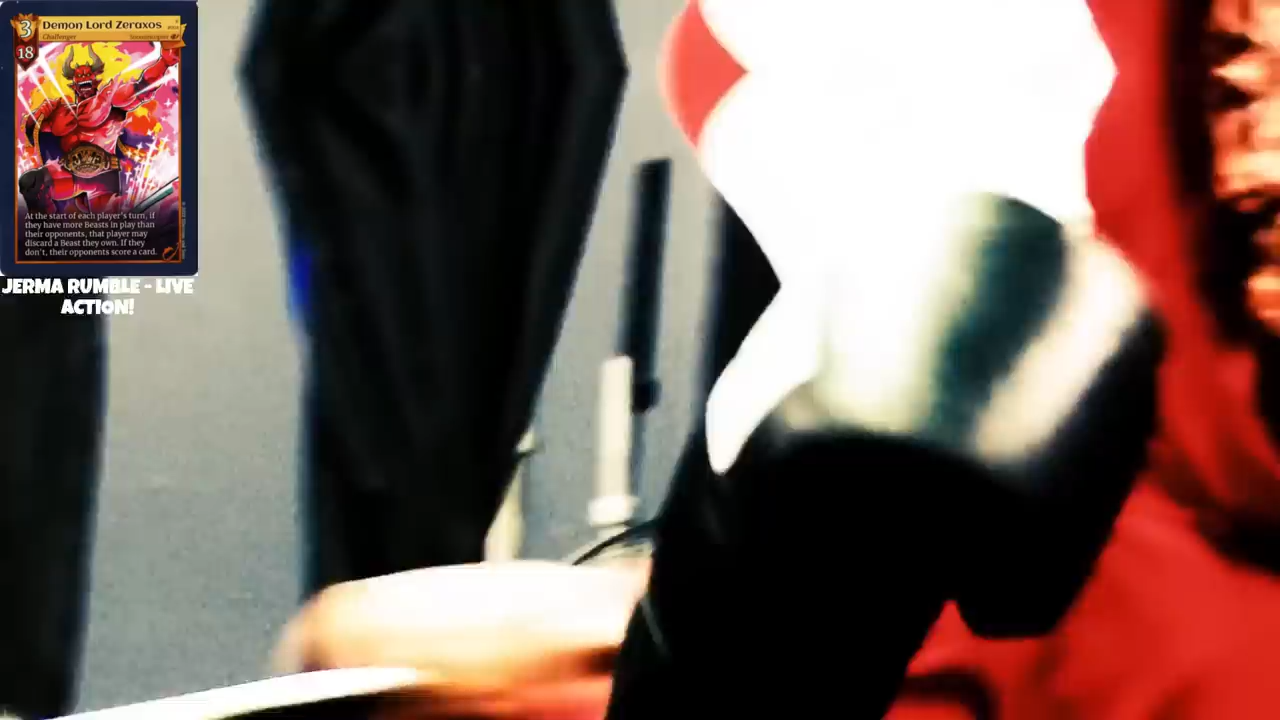 3
Demon Lord Zeraxos
Challenger
18
At the start of each player's turn, if
they have more Beasts in play than
their opponents, that player may
discard a Beast they own. If they
don't, their opponents score a card.
JERMA RUMBLE - LIVE
ACTION!